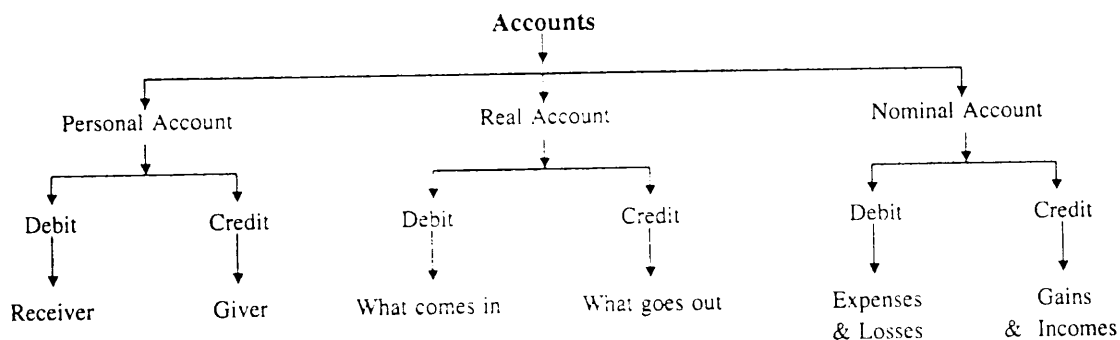 Accounts
Personal Account Real Account Nominal Account
Debit Credit Debit Credit Debit Credit
Receiver Giver What comes in What goes out Expenses & Losses Gains & Incomes